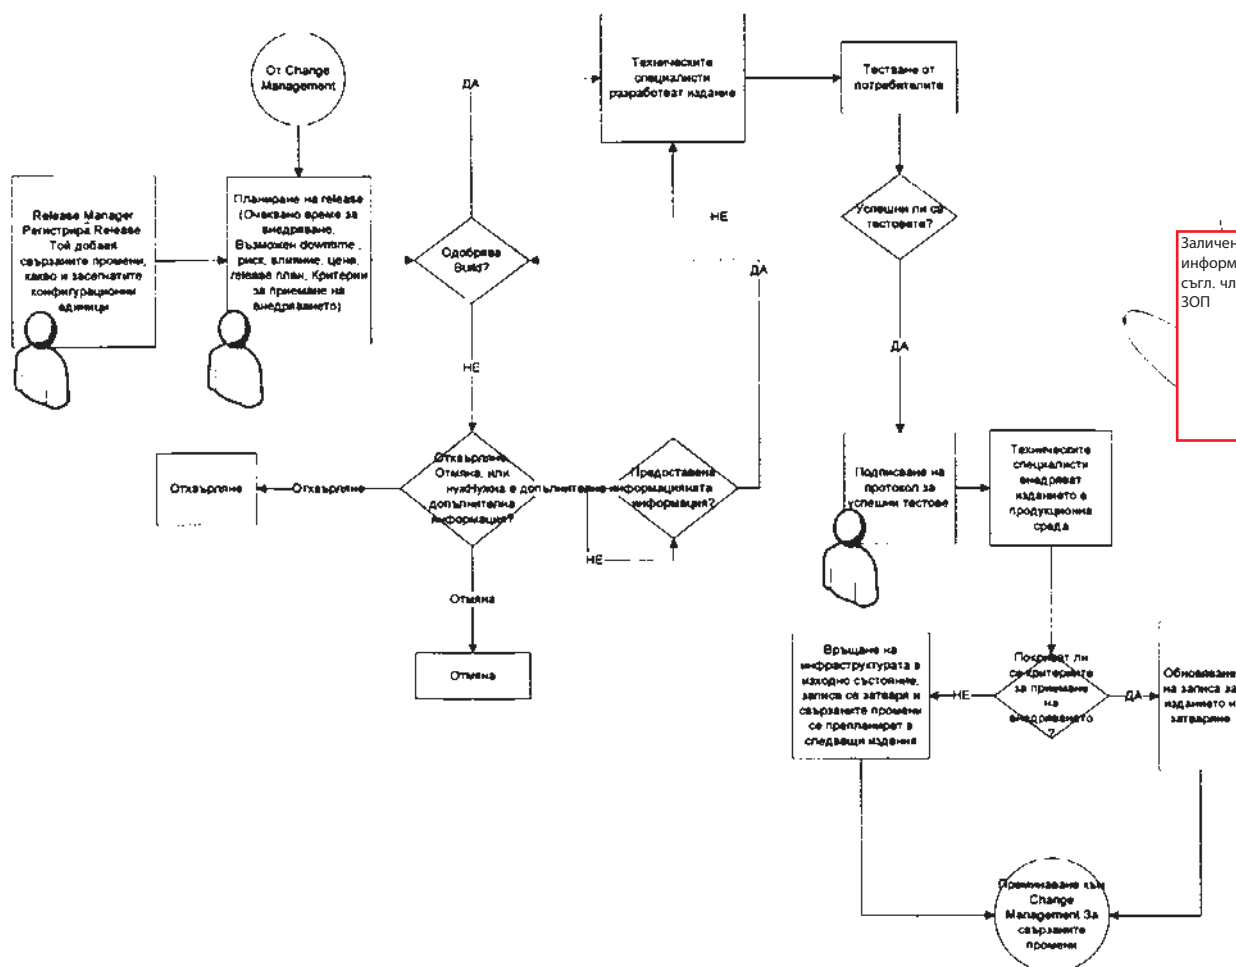 От Change
Management
Release Manager
Регистрира Release
Той добавя
свързаните промени,
какво и засегнатите
конфигурационни
единици
Планиране на release
(Очаквано време за
внедряване,
Възможен downtime,
риск, влияние, цена,
release план, Критерии
за приемане на
внедряването)
ДА
Одобрява
Build?
НЕ
Отхвърляне
Отхвърляне
Отхвърляне,
Отмяна, или
допълнителна
информация?
Нужна е допълнителна
Предоставена
информация?
НЕ
ДА
Отмяна
Отмяна
Техническите
специалисти
разработват издание
Тестване от
потребителите
НЕ
Успешни ли са
тестовете?
ДА
Подписване на
протокол за
успешни тестове
Техническите
специалисти
внедряват
изданието в
продукционна
среда
Покриват ли
се критериите
за приемане
на
внедряването
?
НЕ
ДА
Връщане на
инфраструктурата в
изходно състояние,
записа се затваря и
свързаните промени
се препланират в
следващи издания
Обновяване
на записа за
изданието и
затваряне
Преминаване към
Change
Management За
свързаните
промени
Заличен
информ
съгл. чл
ЗОП